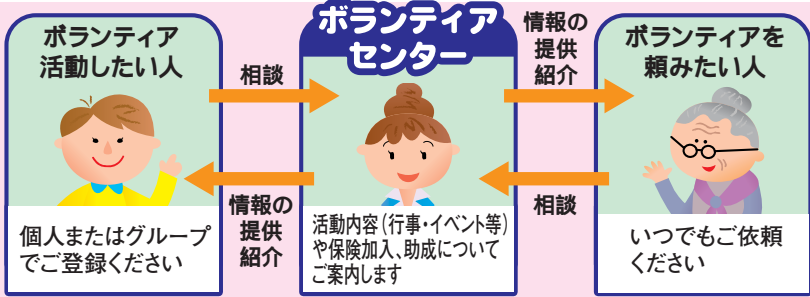 ボランティア
活動したい人
個人またはグループ
でご登録ください
相談
情報の
提供
紹介
ボランティア
センター
活動内容（行事・イベント等）
や保険加入、助成について
ご案内します
情報の
提供
紹介
相談
ボランティアを
頼みたい人
いつでもご依頼
ください